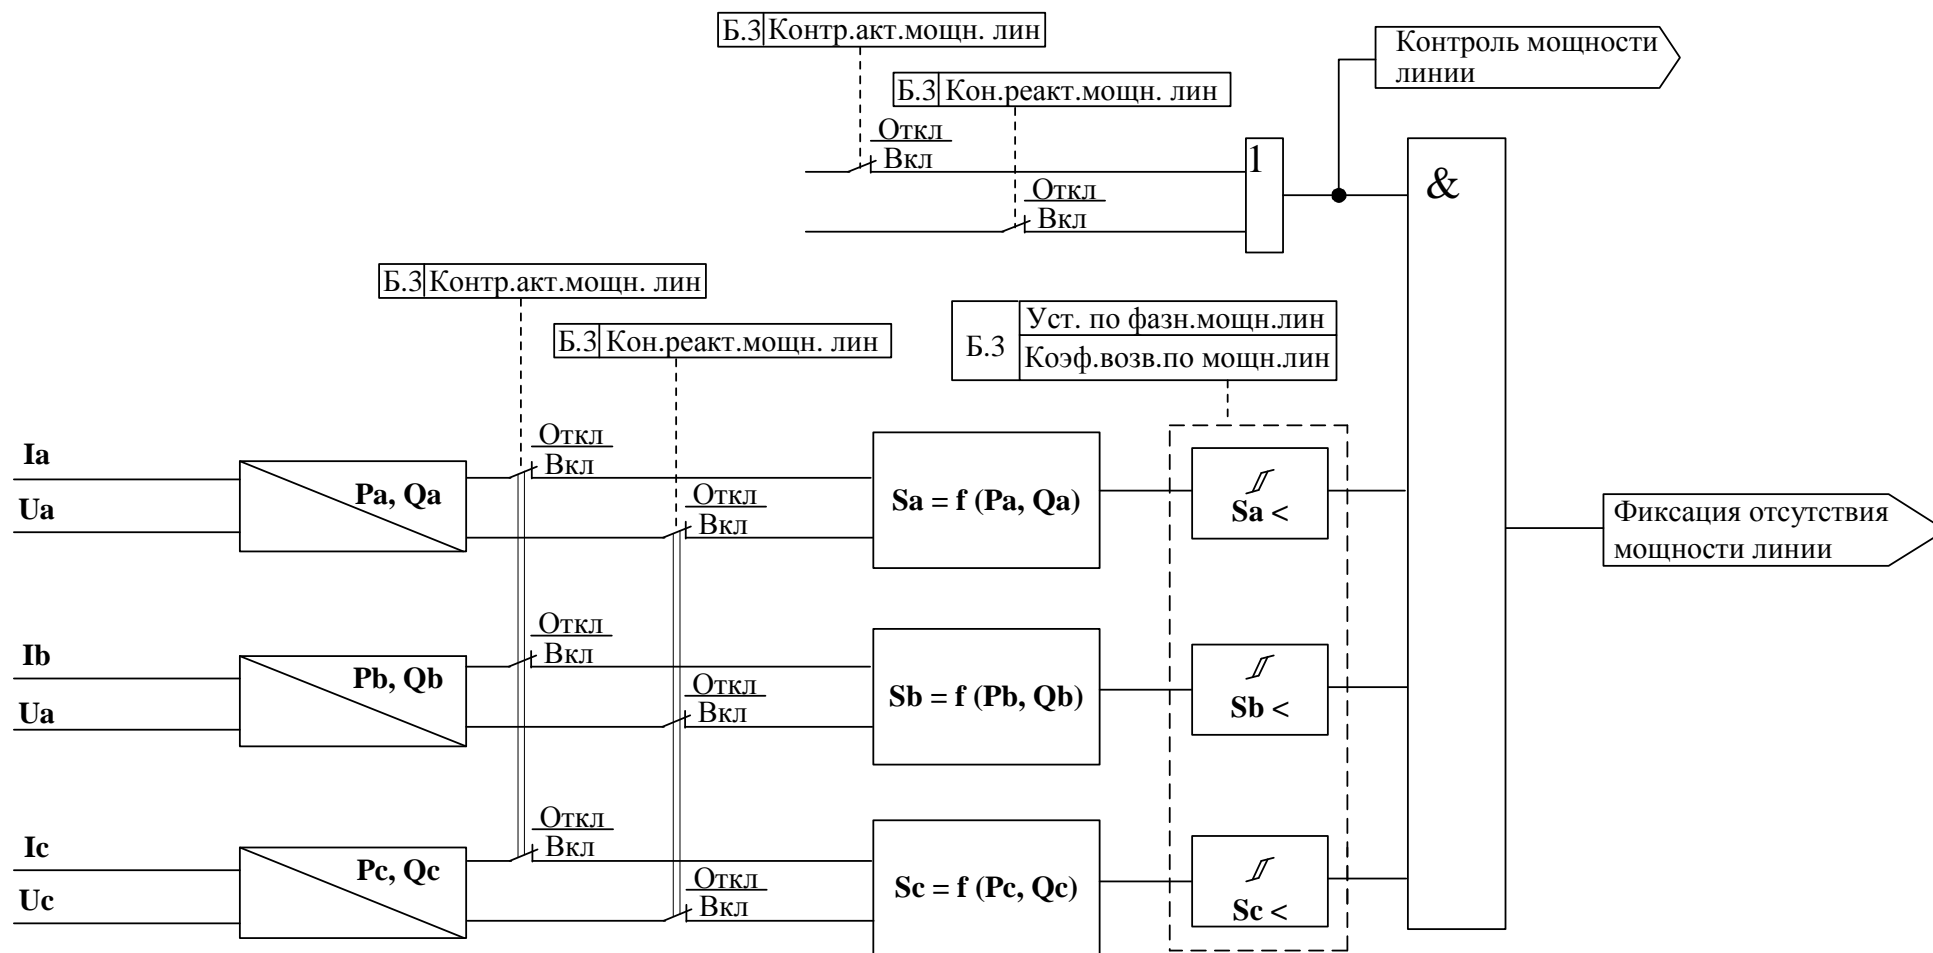 Б.3 Контр.акт.мощн. лин
Контроль мощности
линии
Б.3 Кон.реакт.мощн. лин
Откл
Вкл
1
Откл
Вкл
&
Б.3 Контр.акт.мощн. лин
Б.3 Кон.реакт.мощн. лин
Б.3
Уст. по фазн.мощн.лин
Коэф.возв.по мощн.лин
Ia
Ua
Pa, Qa
Откл
Вкл
Откл
Вкл
Sa = f (Pa, Qa)
Sa <
Фиксация отсутствия
мощности линии
Ib
Ua
Pb, Qb
Откл
Вкл
Откл
Вкл
Sb = f (Pb, Qb)
Sb <
Ic
Uc
Pc, Qc
Откл
Вкл
Откл
Вкл
Sc = f (Pc, Qc)
Sc <